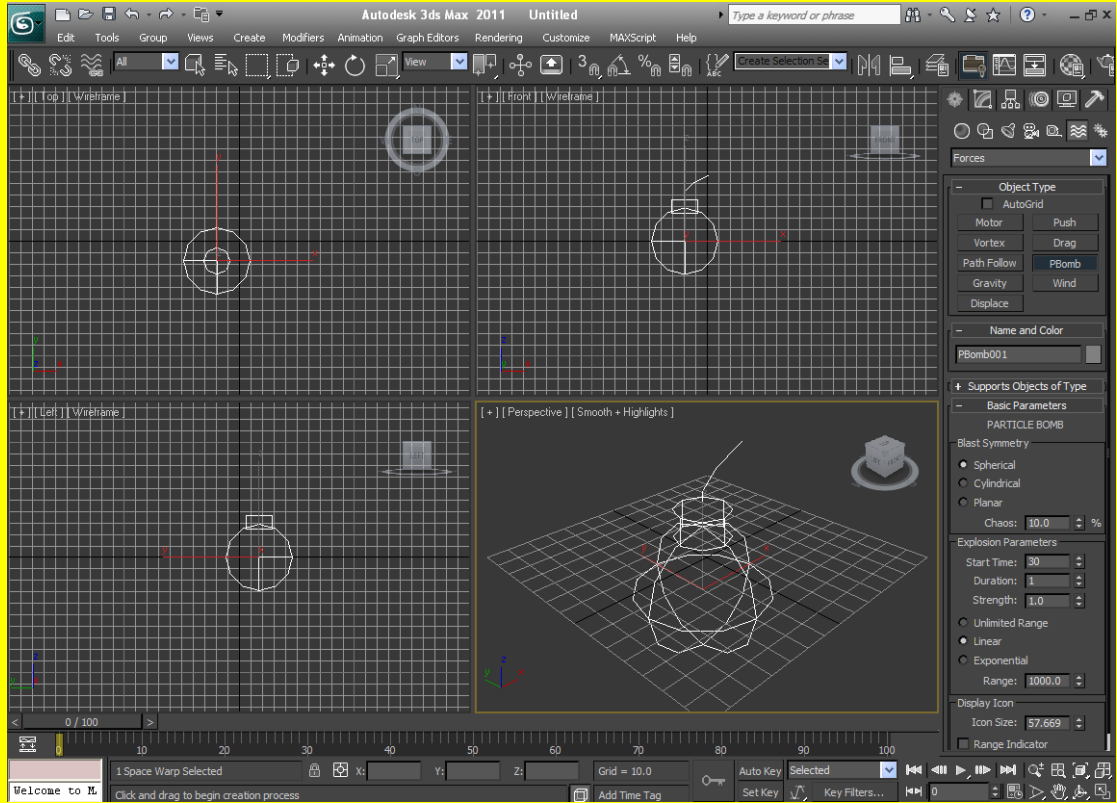 Autodesk 3ds Max 2011 Untitled
Type a keyword or phrase
Edit Tools Group Views Create Modifiers Animation Graph Editors Rendering Customize MAXScript Help
All
View
3
Create Selection Se
ABC
[ + ] [ Top ] [ Wireframe ]
[ + ] [ Front ] [ Wireframe ]
TOP
FRONT
Forces
Object Type
AutoGrid
Motor Push
Vortex Drag
Path Follow PBomb
Gravity Wind
Displace
Name and Color
PBomb001
+ Supports Objects of Type
Basic Parameters
PARTICLE BOMB
Blast Symmetry
Spherical
Cylindrical
Planar
Chaos: 10.0 %
Explosion Parameters
Start Time: 30
Duration: 1
Strength: 1.0
Unlimited Range
Linear
Exponential
Range: 1000.0
Display Icon
Icon Size: 57.669
Range Indicator
[ + ] [ Left ] [ Wireframe ]
[ + ] [ Perspective ] [ Smooth + Highlights ]
LEFT
< 0 / 100 >
0 10 20 30 40 50 60 70 80 90 100
1 Space Warp Selected X: Y: Z: Grid = 10.0 Auto Key Selected
Welcome to M Click and drag to begin creation process Add Time Tag Set Key Key Filters... 0